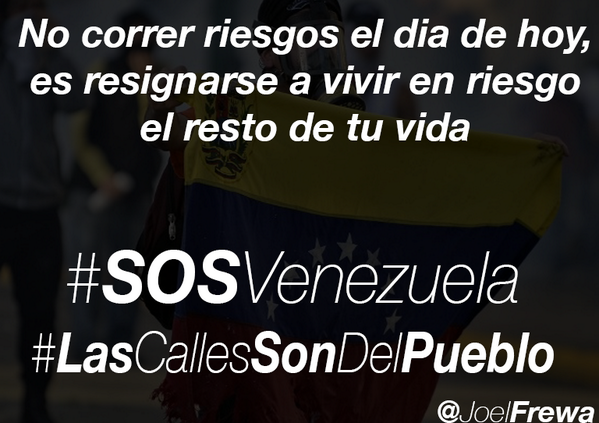 No correr riesgos el dia de hoy,
es resignarse a vivir en riesgo
el resto de tu vida
#SOSVenezuela
#LasCallesSonDelPueblo
@JoelFrewa